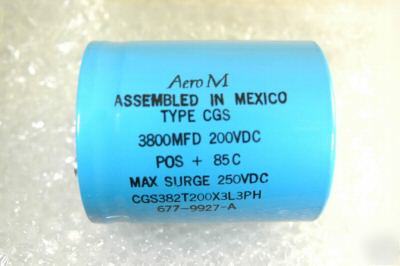 Aero M
ASSEMBLED IN MEXICO
TYPE CGS
3800MFD 200VDC
POS + 85C
MAX SURGE 250VDC
CGS382T200X3L3PH
677-9927-A